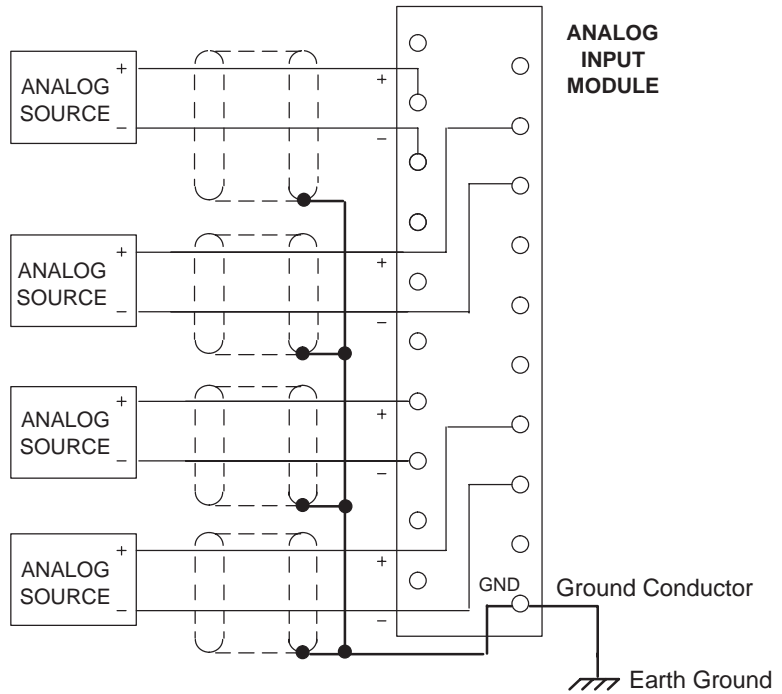 ANALOG
INPUT
MODULE
+
ANALOG
SOURCE
−
+
−
+
ANALOG
SOURCE
−
+
−
+
ANALOG
SOURCE
−
+
−
+
ANALOG
SOURCE
−
+
−
GND
Ground Conductor
Earth Ground